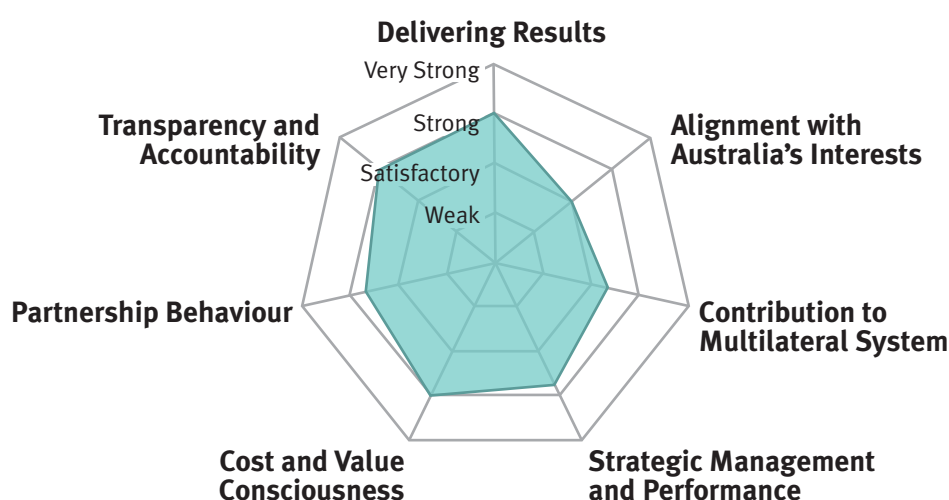 Delivering Results
Very Strong
Strong
Satisfactory
Weak
Transparency and
Accountability
Alignment with
Australia’s Interests
Partnership Behaviour
Contribution to
Multilateral System
Cost and Value
Consciousness
Strategic Management
and Performance